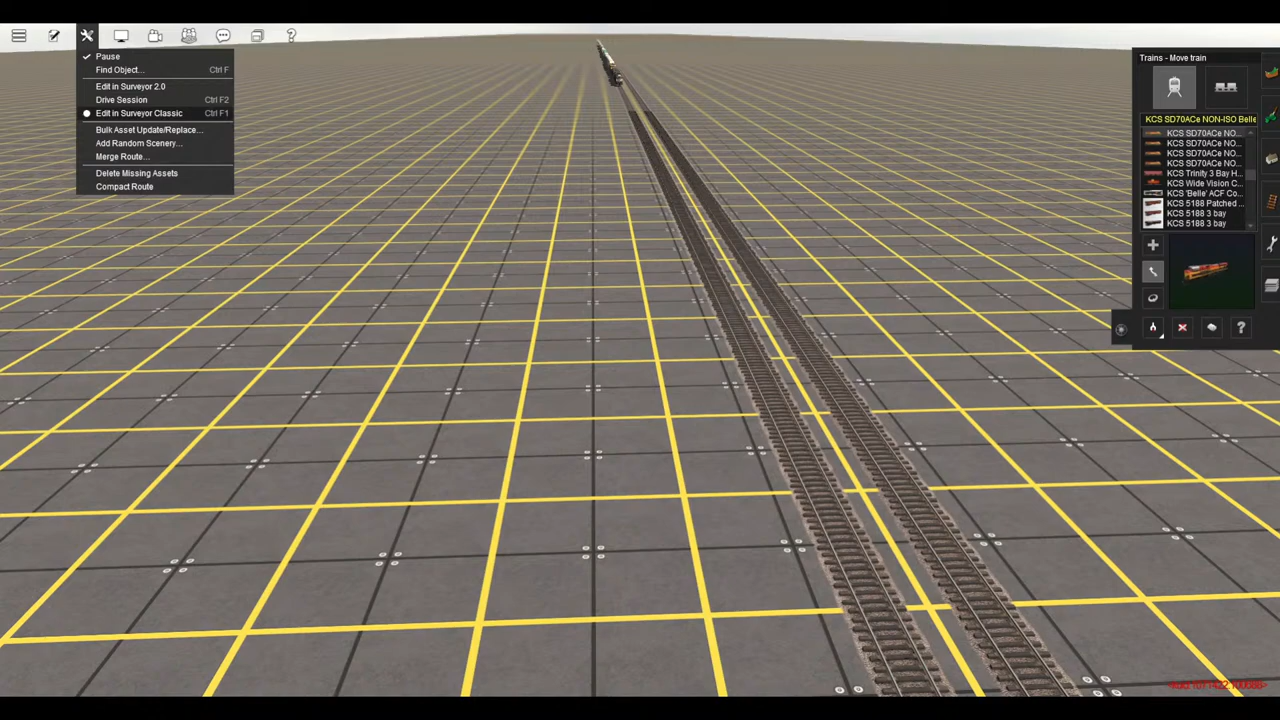 Pause
Find Object... Ctrl F
Edit in Surveyor 2.0
Drive Session Ctrl F2
Edit in Surveyor Classic Ctrl F1
Bulk Asset Update/Replace...
Add Random Scenery...
Merge Route...
Delete Missing Assets
Compact Route
Trains - Move train
KCS SD70ACe NON-ISO Belle
KCS SD70ACe NO...
KCS SD70ACe NO...
KCS SD70ACe NO...
KCS SD70ACe NO...
KCS Trinity 3 Bay H...
KCS Wide Vision C...
KCS 'Belle' ACF Co...
KCS 5188 Patched ...
KCS 5188 3 bay
KCS 5188 3 bay